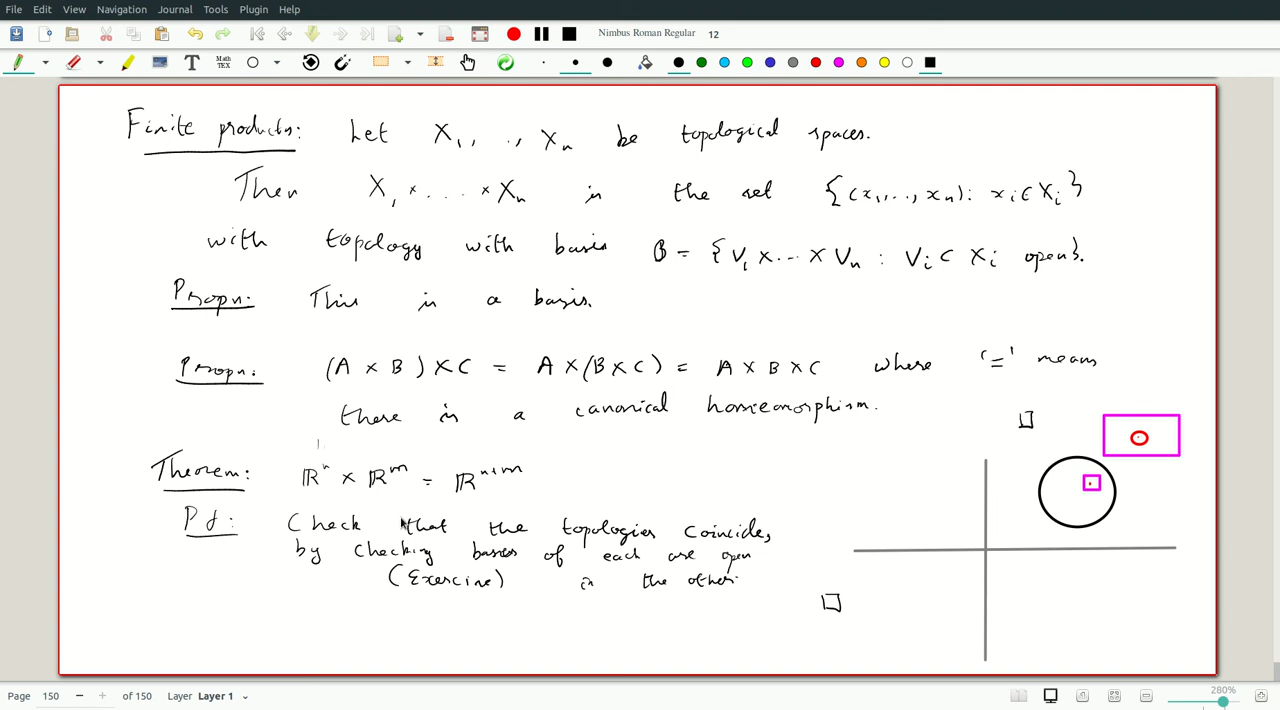 File Edit View Navigation Journal Tools Plugin Help
Nimbus Roman Regular 12
Math TEX
Finite products: Let X₁, . ., Xₙ be topological spaces.
Then X₁ × . . . . × Xₙ is the set {(x₁,..., xₙ): xᵢ ∈ Xᵢ}
with topology with basis B = {V₁ × ... × Vₙ : Vᵢ ⊂ Xᵢ open}.
Propn: This is a basis.
Propn: (A × B) × C = A × (B × C) = A × B × C where '=' means
there is a canonical homeomorphism.
□
Theorem: ℝⁿ × ℝᵐ = ℝⁿ⁺ᵐ
Pf: Check that the topologies coincide,
by checking bases of each are open
(Exercise) in the other.
□
Page 150 − + of 150 Layer Layer 1
280%